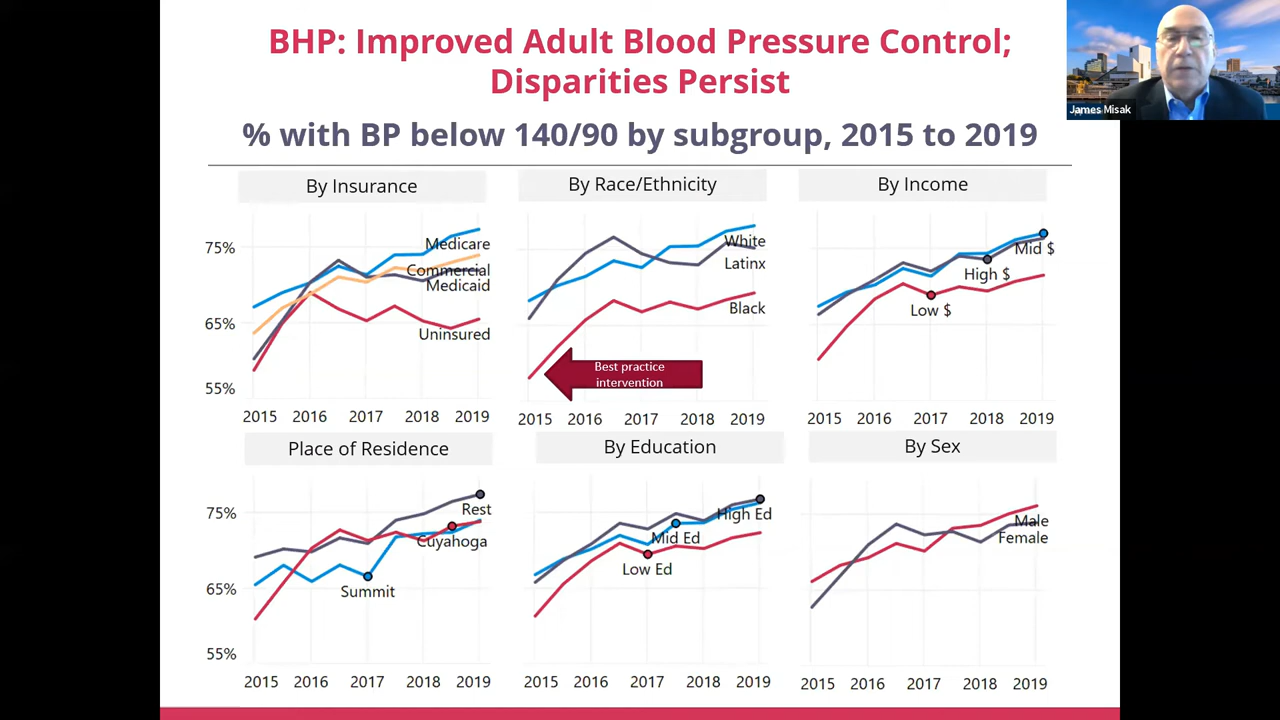 BHP: Improved Adult Blood Pressure Control;
Disparities Persist
James Misak
% with BP below 140/90 by subgroup, 2015 to 2019
By Insurance
75%
65%
55%
Medicare
Commercial
Medicaid
Uninsured
2015 2016 2017 2018 2019
By Race/Ethnicity
White
Latinx
Black
Best practice
intervention
2015 2016 2017 2018 2019
By Income
Mid $
High $
Low $
2015 2016 2017 2018 2019
Place of Residence
75%
65%
55%
Rest
Cuyahoga
Summit
2015 2016 2017 2018 2019
By Education
High Ed
Mid Ed
Low Ed
2015 2016 2017 2018 2019
By Sex
Male
Female
2015 2016 2017 2018 2019